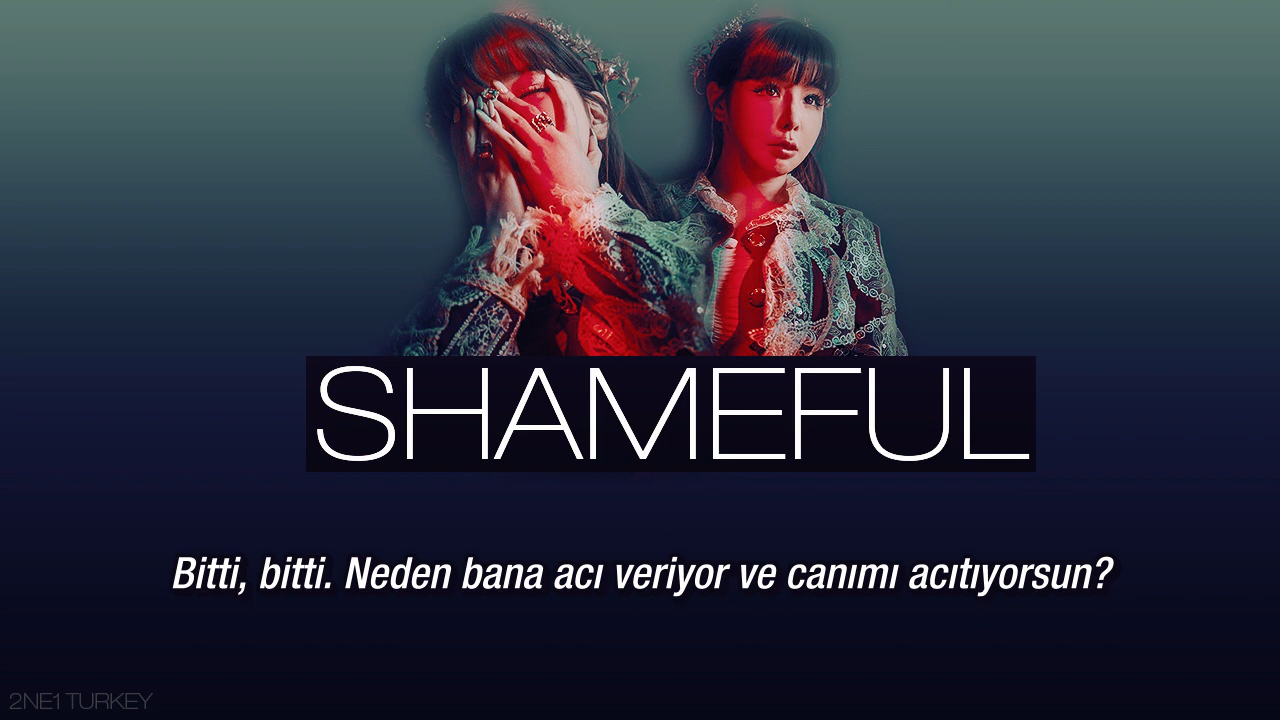 SHAMEFUL
Bitti, bitti. Neden bana acı veriyor ve canımı acıtıyorsun?
2NE1 TURKEY